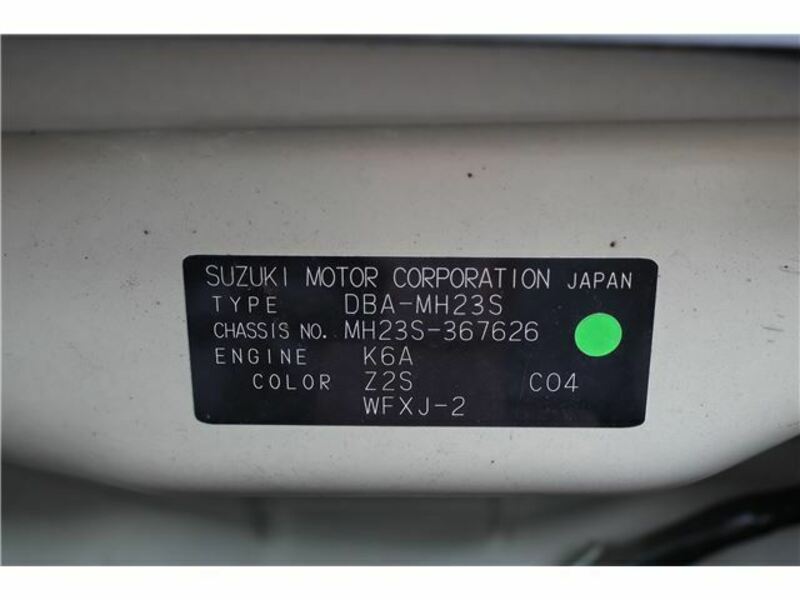 SUZUKI MOTOR CORPORATION JAPAN
TYPE DBA-MH23S
CHASSIS NO. MH23S-367626
ENGINE K6A
COLOR Z2S C04
WFXJ-2